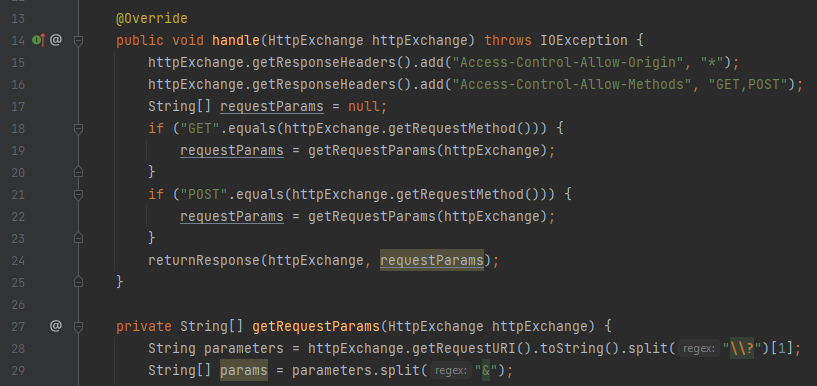 13 @Override
14 @ public void handle(HttpExchange httpExchange) throws IOException {
15 httpExchange.getResponseHeaders().add("Access-Control-Allow-Origin", "*");
16 httpExchange.getResponseHeaders().add("Access-Control-Allow-Methods", "GET,POST");
17 String[] requestParams = null;
18 if ("GET".equals(httpExchange.getRequestMethod())) {
19 requestParams = getRequestParams(httpExchange);
20 }
21 if ("POST".equals(httpExchange.getRequestMethod())) {
22 requestParams = getRequestParams(httpExchange);
23 }
24 returnResponse(httpExchange, requestParams);
25 }
26
27 @ private String[] getRequestParams(HttpExchange httpExchange) {
28 String parameters = httpExchange.getRequestURI().toString().split( regex: "\\?")[1];
29 String[] params = parameters.split( regex: "&");